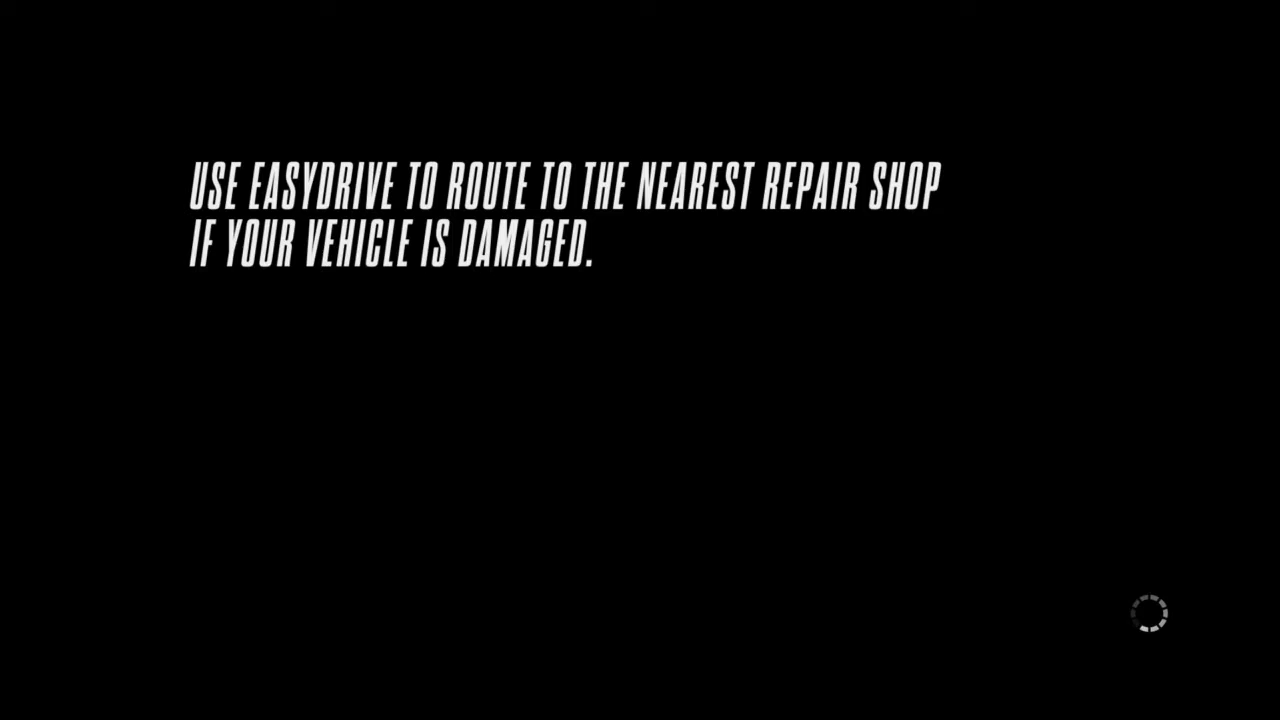 USE EASYDRIVE TO ROUTE TO THE NEAREST REPAIR SHOP
IF YOUR VEHICLE IS DAMAGED.